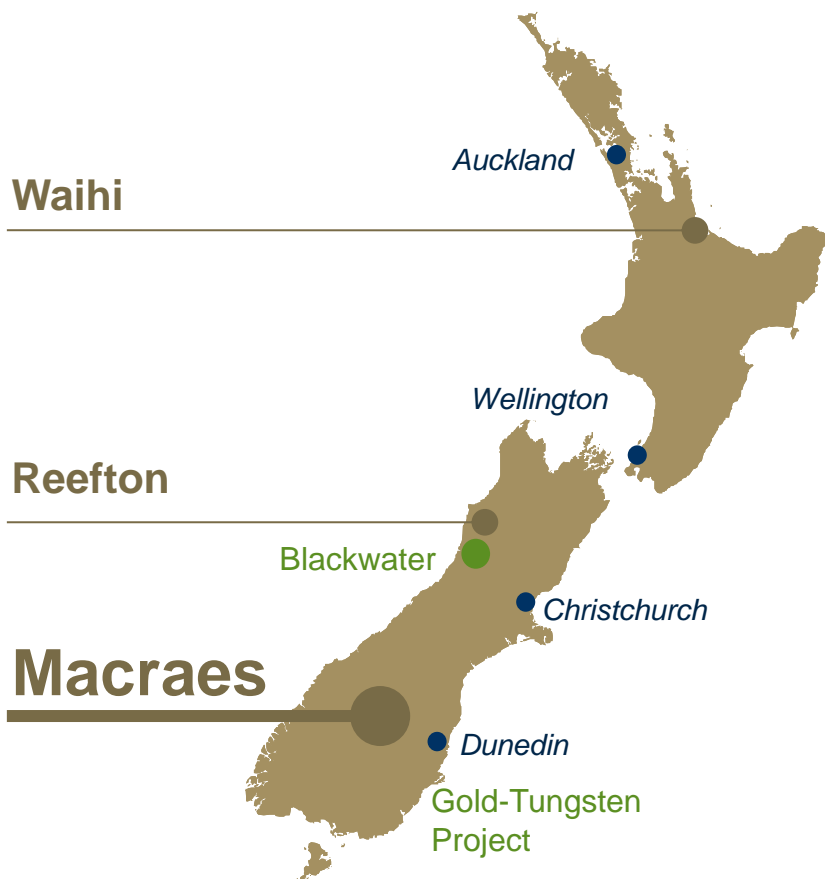 Auckland
Waihi
Wellington
Reefton
Blackwater
Christchurch
Macraes
Dunedin
Gold-Tungsten
Project